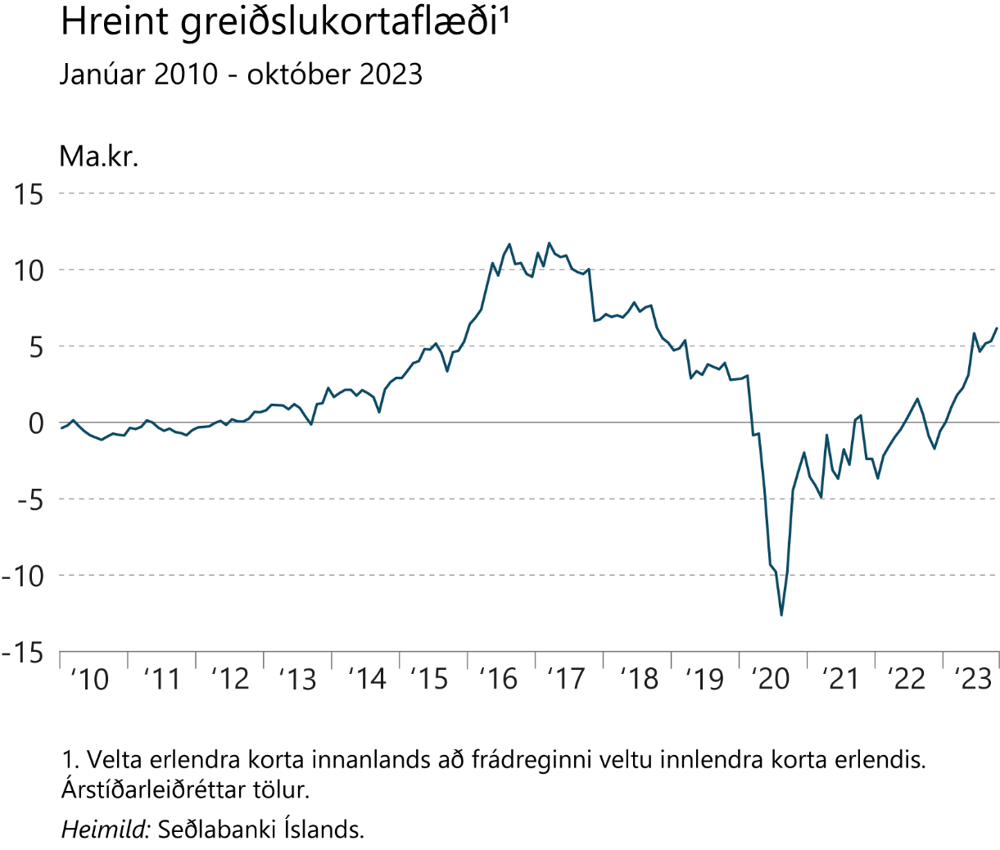 Hreint greiðslukortaflæði¹
Janúar 2010 - október 2023
Ma.kr.
15
10
5
0
-5
-10
-15
‘10 ‘11 ‘12 ‘13 ‘14 ‘15 ‘16 ‘17 ‘18 ‘19 ‘20 ‘21 ‘22 ‘23
1. Velta erlendra korta innanlands að frádreginni veltu innlendra korta erlendis.
Árstíðarleiðréttar tölur.
Heimild: Seðlabanki Íslands.